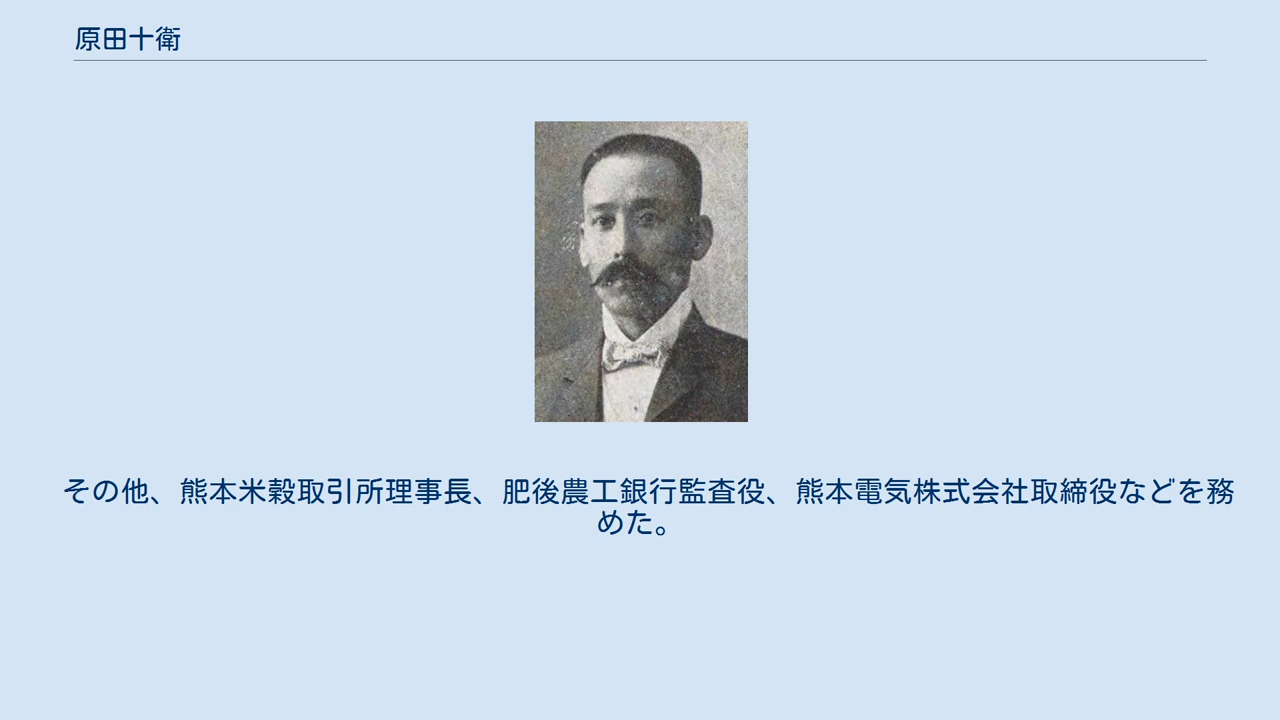 原田十衛
その他、熊本米穀取引所理事長、肥後農工銀行監査役、熊本電気株式会社取締役などを務
めた。